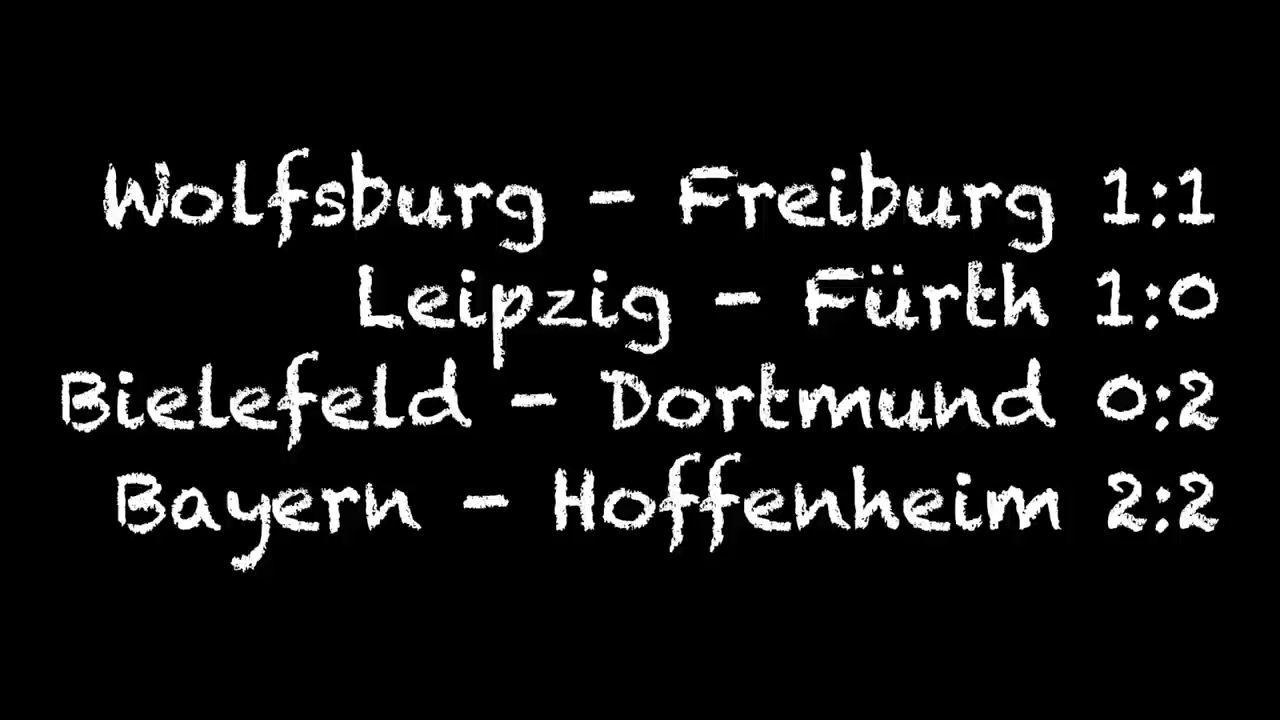 Wolfsburg - Freiburg 1:1
Leipzig - Fürth 1:0
Bielefeld - Dortmund 0:2
Bayern - Hoffenheim 2:2